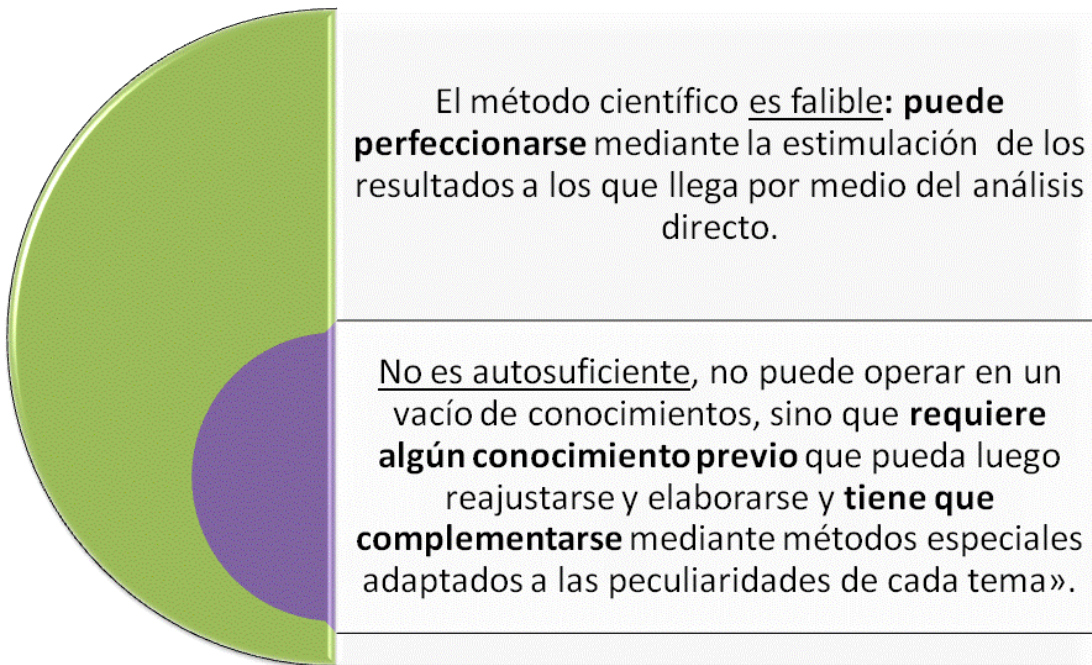 El método científico es falible: puede
perfeccionarse mediante la estimulación de los
resultados a los que llega por medio del análisis
directo.
No es autosuficiente, no puede operar en un
vacío de conocimientos, sino que requiere
algún conocimiento previo que pueda luego
reajustarse y elaborarse y tiene que
complementarse mediante métodos especiales
adaptados a las peculiaridades de cada tema».